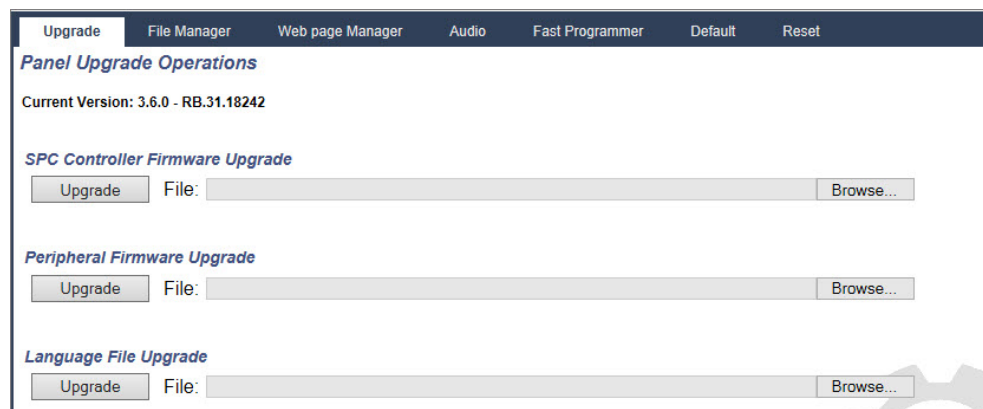 Upgrade File Manager Web page Manager Audio Fast Programmer Default Reset
Panel Upgrade Operations
Current Version: 3.6.0 - RB.31.18242
SPC Controller Firmware Upgrade
Upgrade File: Browse...
Peripheral Firmware Upgrade
Upgrade File: Browse...
Language File Upgrade
Upgrade File: Browse...